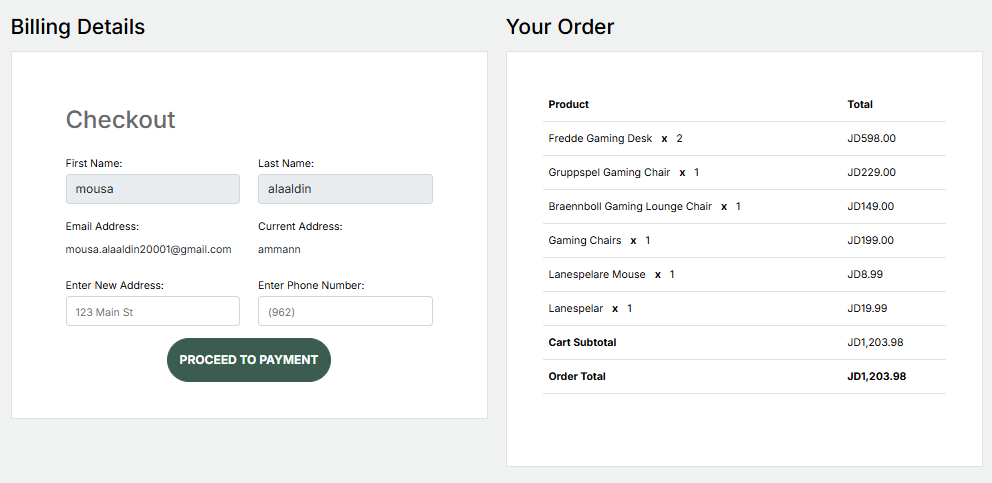 Billing Details
Checkout
First Name:
Last Name:
mousa
alaaldin
Email Address:
Current Address:
mousa.alaaldin20001@gmail.com
ammann
Enter New Address:
Enter Phone Number:
123 Main St
(962)
PROCEED TO PAYMENT
Your Order
Product Total
Fredde Gaming Desk x 2 JD598.00
Gruppspel Gaming Chair x 1 JD229.00
Braennboll Gaming Lounge Chair x 1 JD149.00
Gaming Chairs x 1 JD199.00
Lanespelare Mouse x 1 JD8.99
Lanespelar x 1 JD19.99
Cart Subtotal JD1,203.98
Order Total JD1,203.98